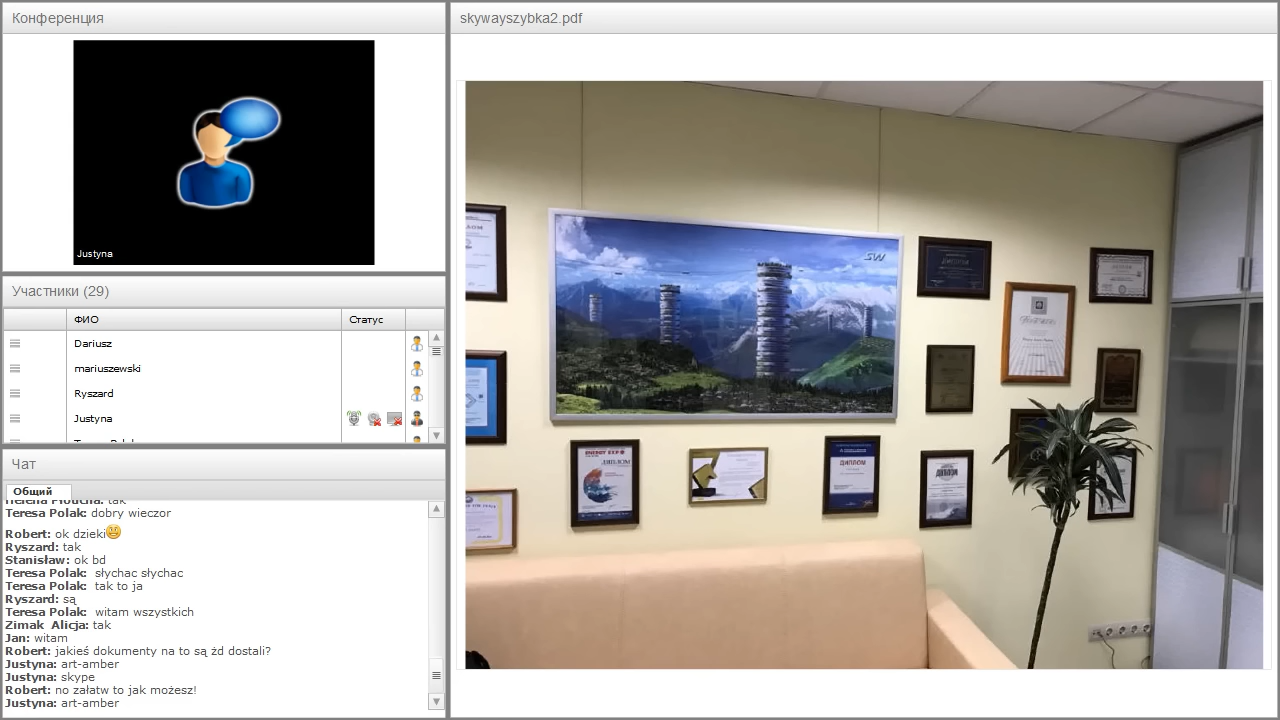 Конференция
Justyna
Участники (29)
ФИО
Статус
Dariusz
mariuszewski
Ryszard
Justyna
Чат
Общий
Teresa Polak: dobry wieczor
Robert: ok dzieki
Ryszard: tak
Stanisław: ok bd
Teresa Polak: słychac słychac
Teresa Polak: tak to ja
Ryszard: są
Teresa Polak: witam wszystkich
Zimak Alicja: tak
Jan: witam
Robert: jakieś dokumenty na to są żd dostali?
Justyna: art-amber
Justyna: skype
Robert: no załatw to jak możesz!
Justyna: art-amber
skywayszybka2.pdf
SW
ENERGY EXPO
ДИПЛОМ
ДИПЛОМ
ДИПЛОМ